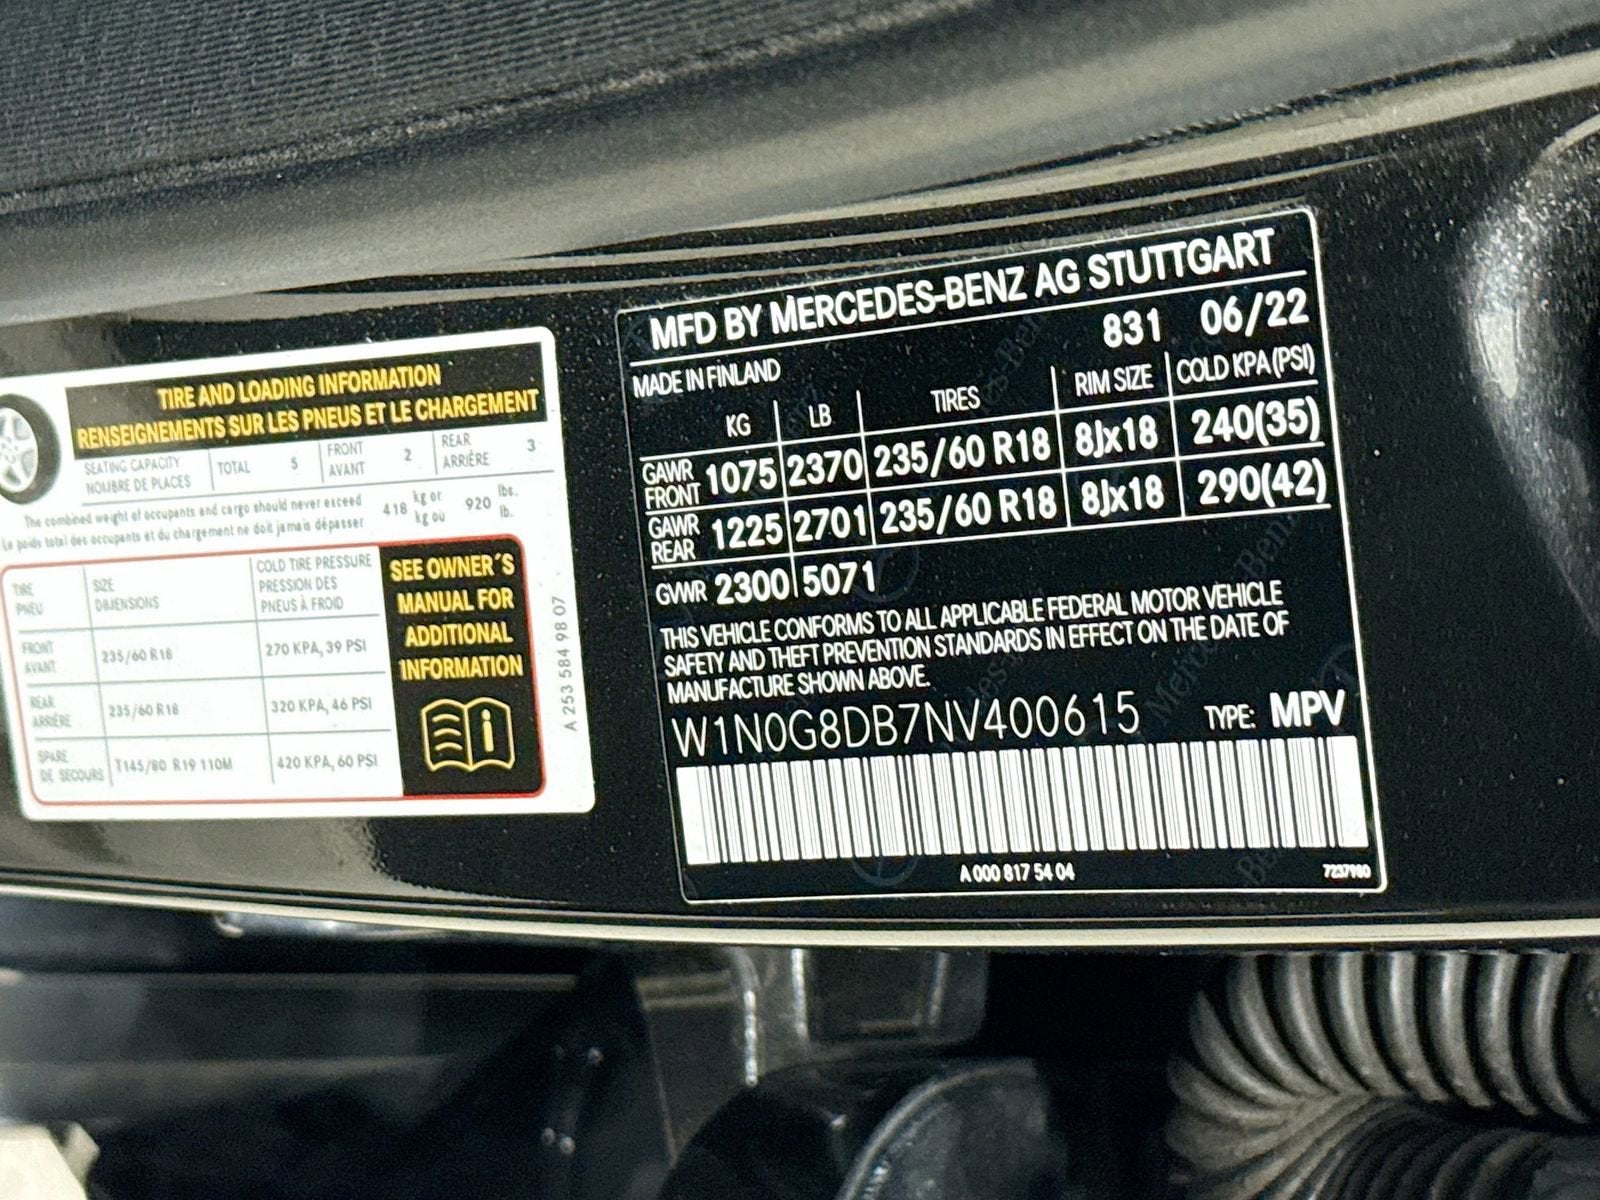 TIRE AND LOADING INFORMATION
RENSEIGNEMENTS SUR LES PNEUS ET LE CHARGEMENT
SEATING CAPACITY
NOMBRE DE PLACES
TOTAL 5
FRONT
AVANT
2
REAR
ARRIÈRE
3
The combined weight of occupants and cargo should never exceed
Le poids total des occupants et du chargement ne doit jamais dépasser
418
kg or
kg ou
920
lbs.
lb.
TIRE
PNEU
SIZE
DIMENSIONS
COLD TIRE PRESSURE
PRESSION DES
PNEUS À FROID
FRONT
AVANT
235/60 R18
270 KPA, 39 PSI
REAR
ARRIÈRE
235/60 R18
320 KPA, 46 PSI
SPARE
DE SECOURS
T145/80 R19 110M
420 KPA, 60 PSI
SEE OWNER´S
MANUAL FOR
ADDITIONAL
INFORMATION
A 253 584 98 07
MFD BY MERCEDES-BENZ AG STUTTGART
831 06/22
MADE IN FINLAND
KG LB TIRES RIM SIZE COLD KPA(PSI)
GAWR
FRONT
1075 2370 235/60 R18 8Jx18 240(35)
GAWR
REAR
1225 2701 235/60 R18 8Jx18 290(42)
GVWR 2300 5071
THIS VEHICLE CONFORMS TO ALL APPLICABLE FEDERAL MOTOR VEHICLE
SAFETY AND THEFT PREVENTION STANDARDS IN EFFECT ON THE DATE OF
MANUFACTURE SHOWN ABOVE.
W1N0G8DB7NV400615 TYPE: MPV
A 000 817 54 04
7237980